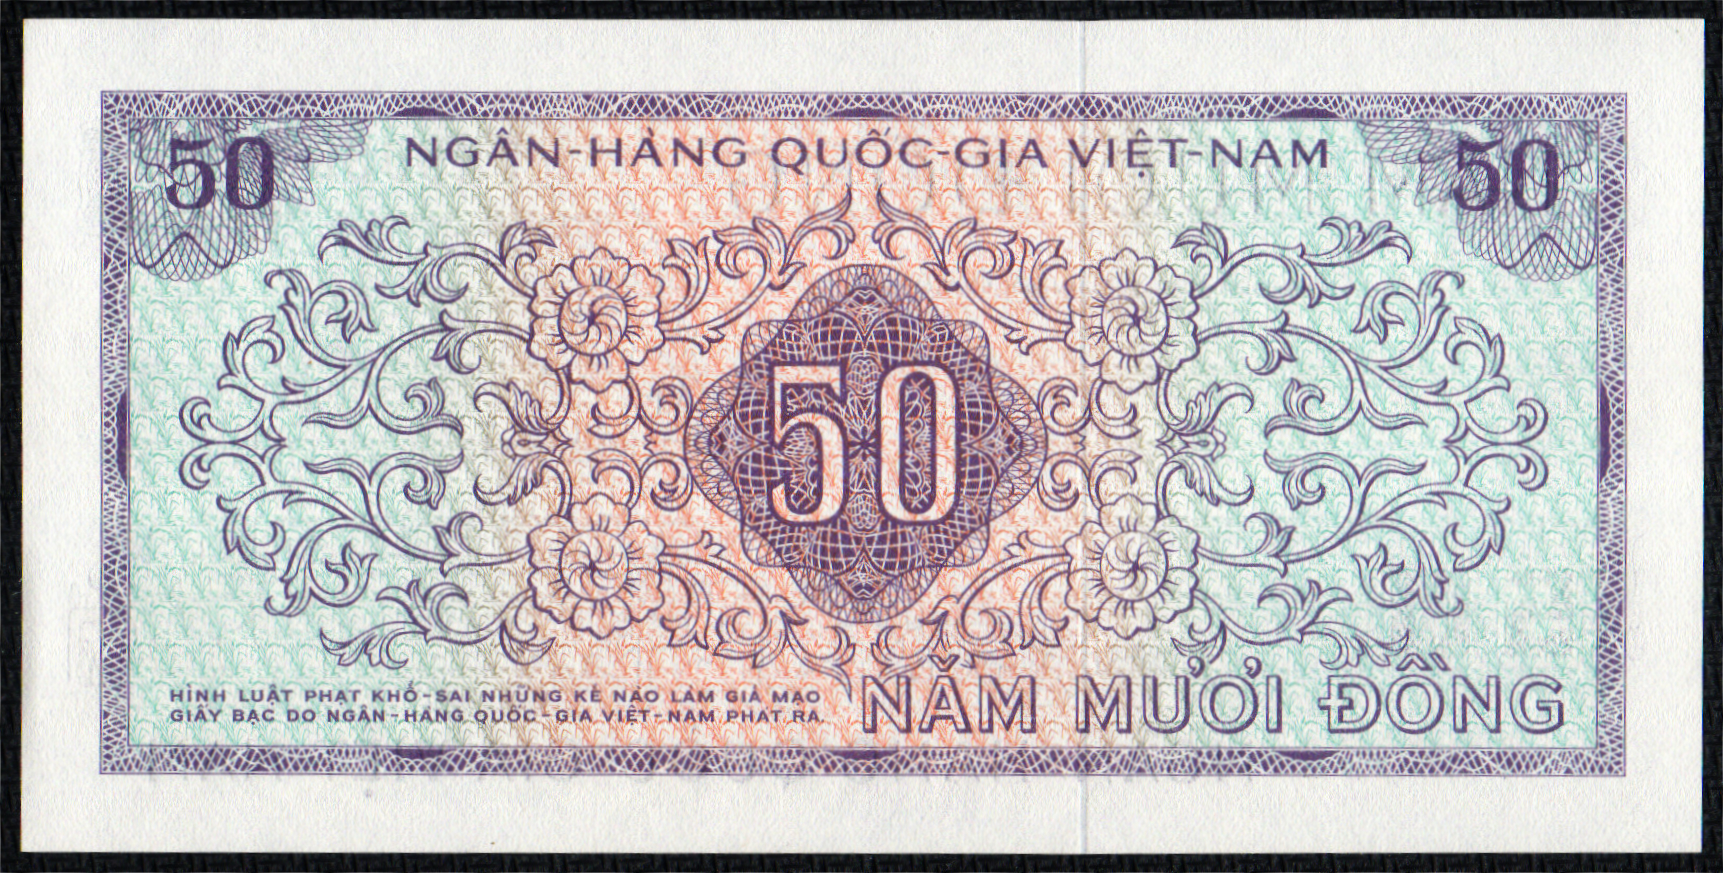 50 NGÂN-HÀNG QUỐC-GIA VIỆT-NAM 50
50
HÌNH LUẬT PHẠT KHỔ-SAI NHỮNG KẺ NÀO LÀM GIẢ MẠO
GIẤY BẠC DO NGÂN-HÀNG QUỐC-GIA VIỆT-NAM PHÁT RA.
NĂM MƯƠI ĐỒNG